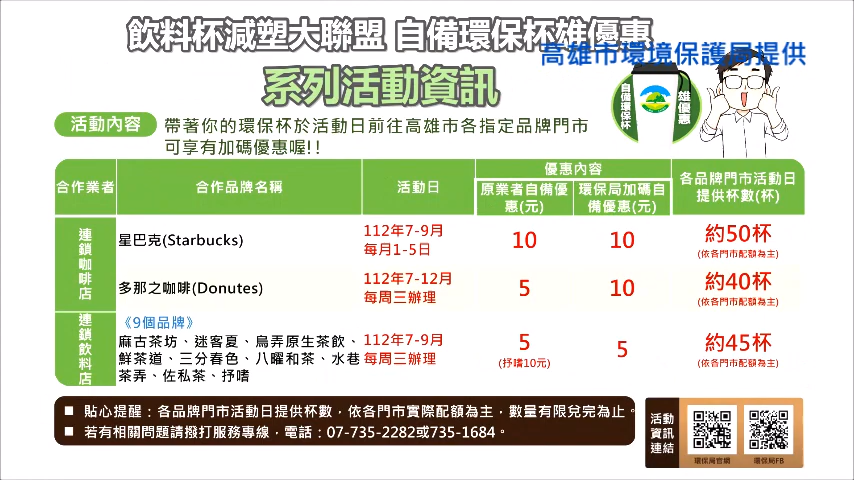 飲料杯減塑大聯盟 自備環保杯雄優惠
高雄市環境保護局提供
系列活動資訊
自備環保杯
雄優惠
活動內容
帶著你的環保杯於活動日前往高雄市各指定品牌門市
可享有加碼優惠喔!!
合作業者
合作品牌名稱
活動日
優惠內容
原業者自備優
惠(元)
環保局加碼自
備優惠(元)
各品牌門市活動日
提供杯數(杯)
連鎖咖啡店
星巴克(Starbucks)
112年7-9月
每月1-5日
10
10
約50杯
(依各門市配額為主)
多那之咖啡(Donutes)
112年7-12月
每周三辦理
5
10
約40杯
(依各門市配額為主)
連鎖飲料店
《9個品牌》
麻古茶坊、迷客夏、鳥弄原生茶飲、
鮮茶道、三分春色、八曜和茶、水巷
茶弄、佐私茶、抒嗜
112年7-9月
每周三辦理
5
(抒嗜10元)
5
約45杯
(依各門市配額為主)
■ 貼心提醒：各品牌門市活動日提供杯數，依各門市實際配額為主，數量有限兌完為止。
■ 若有相關問題請撥打服務專線，電話：07-735-2282或735-1684。
活動
資訊
連結
環保局官網
環保局FB